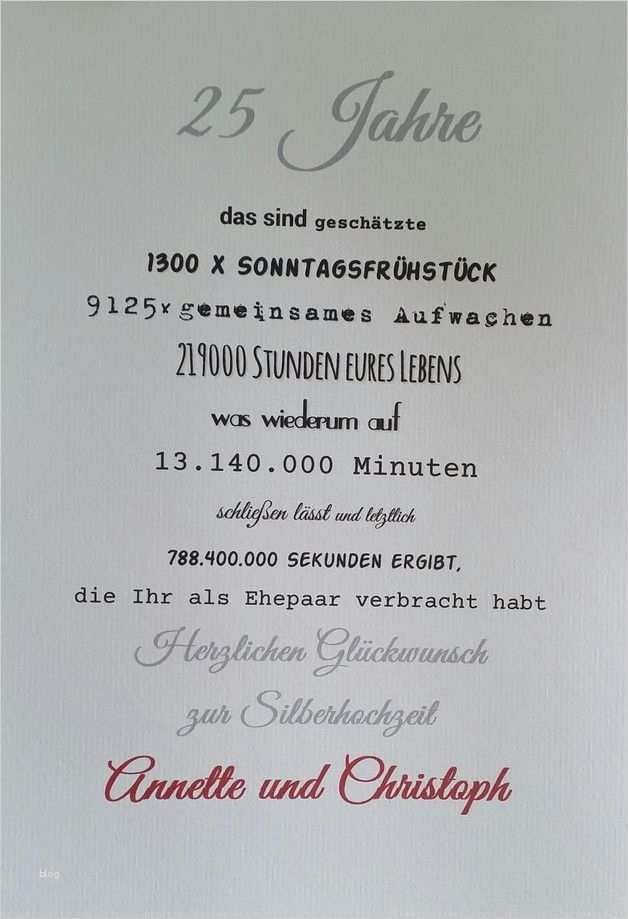 25 Jahre
das sind geschätzte
1300 X SONNTAGSFRÜHSTÜCK
9125x gemeinsames Aufwachen
219000 STUNDEN EURES LEBENS
was wiederum auf
13.140.000 Minuten
schließen lässt und letztlich
788.400.000 SEKUNDEN ERGIBT,
die Ihr als Ehepaar verbracht habt
Herzlichen Glückwunsch
zur Silberhochzeit
Annette und Christoph
blog